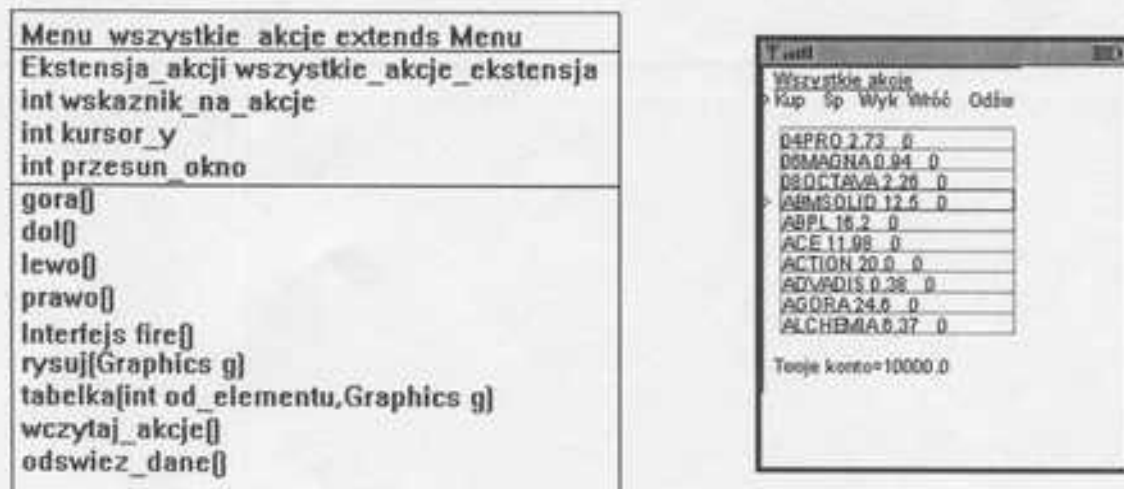 Menu wszystkie akcje extends Menu
Ekstensja_akcji wszystkie_akcje_ekstensja
int wskaznik_na_akcje
int kursor_y
int przesun_okno
gora()
dol()
lewo()
prawo()
Interfejs fire()
rysuj(Graphics g)
tabelka(int od_elementu,Graphics g)
wczytaj_akcje()
odswiez_dane()
Wszystkie akcje
>Kup Sp Wyk Wróć Odśw
04PRO 2.73 0
06MAGNA 0.94 0
08OCTAVA 2.26 0
> ABMSOLID 12.5 0
ABPL 16.2 0
ACE 11.98 0
ACTION 20.0 0
ADVADIS 0.38 0
AGORA 24.6 0
ALCHEMIA 6.37 0
Twoje konto=10000.0